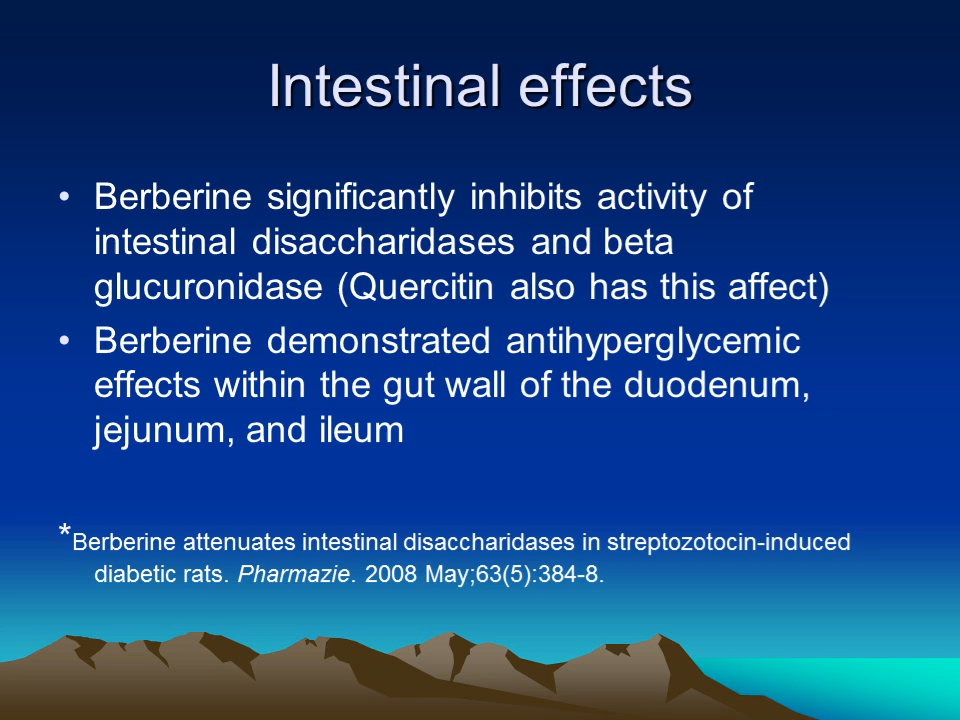 Intestinal effects
• Berberine significantly inhibits activity of
intestinal disaccharidases and beta
glucuronidase (Quercitin also has this affect)
• Berberine demonstrated antihyperglycemic
effects within the gut wall of the duodenum,
jejunum, and ileum
*Berberine attenuates intestinal disaccharidases in streptozotocin-induced
diabetic rats. Pharmazie. 2008 May;63(5):384-8.